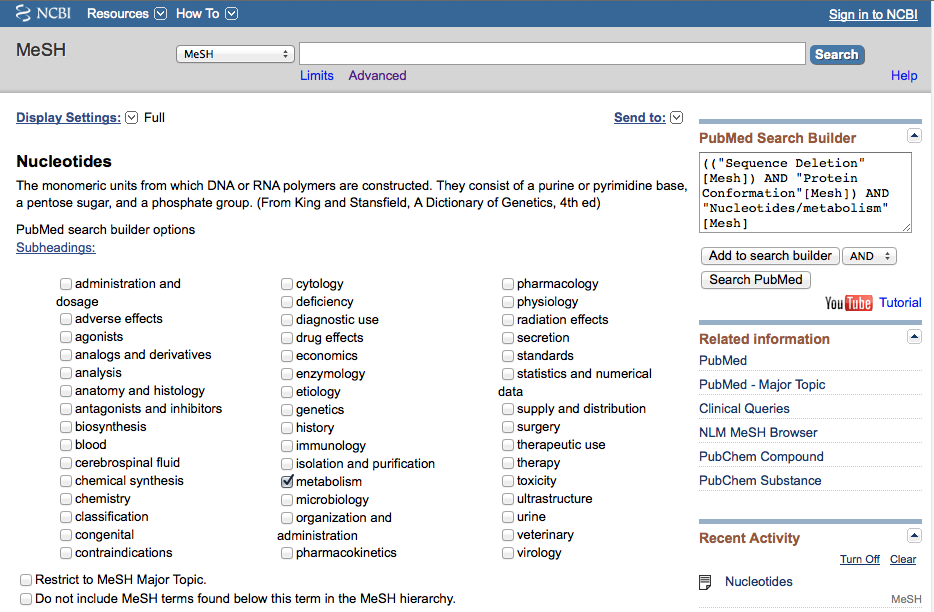 NCBI Resources How To Sign in to NCBI
MeSH
MeSH Search
Limits Advanced Help
Display Settings: Full Send to:
Nucleotides
The monomeric units from which DNA or RNA polymers are constructed. They consist of a purine or pyrimidine base,
a pentose sugar, and a phosphate group. (From King and Stansfield, A Dictionary of Genetics, 4th ed)
PubMed search builder options
Subheadings:
administration and
dosage
adverse effects
agonists
analogs and derivatives
analysis
anatomy and histology
antagonists and inhibitors
biosynthesis
blood
cerebrospinal fluid
chemical synthesis
chemistry
classification
congenital
contraindications
cytology
deficiency
diagnostic use
drug effects
economics
enzymology
etiology
genetics
history
immunology
isolation and purification
metabolism
microbiology
organization and
administration
pharmacokinetics
pharmacology
physiology
radiation effects
secretion
standards
statistics and numerical
data
supply and distribution
surgery
therapeutic use
therapy
toxicity
ultrastructure
urine
veterinary
virology
Restrict to MeSH Major Topic.
Do not include MeSH terms found below this term in the MeSH hierarchy.
PubMed Search Builder
(("Sequence Deletion"
[Mesh]) AND "Protein
Conformation"[Mesh]) AND
"Nucleotides/metabolism"
[Mesh]
Add to search builder AND
Search PubMed
YouTube Tutorial
Related information
PubMed
PubMed - Major Topic
Clinical Queries
NLM MeSH Browser
PubChem Compound
PubChem Substance
Recent Activity
Turn Off Clear
Nucleotides
MeSH